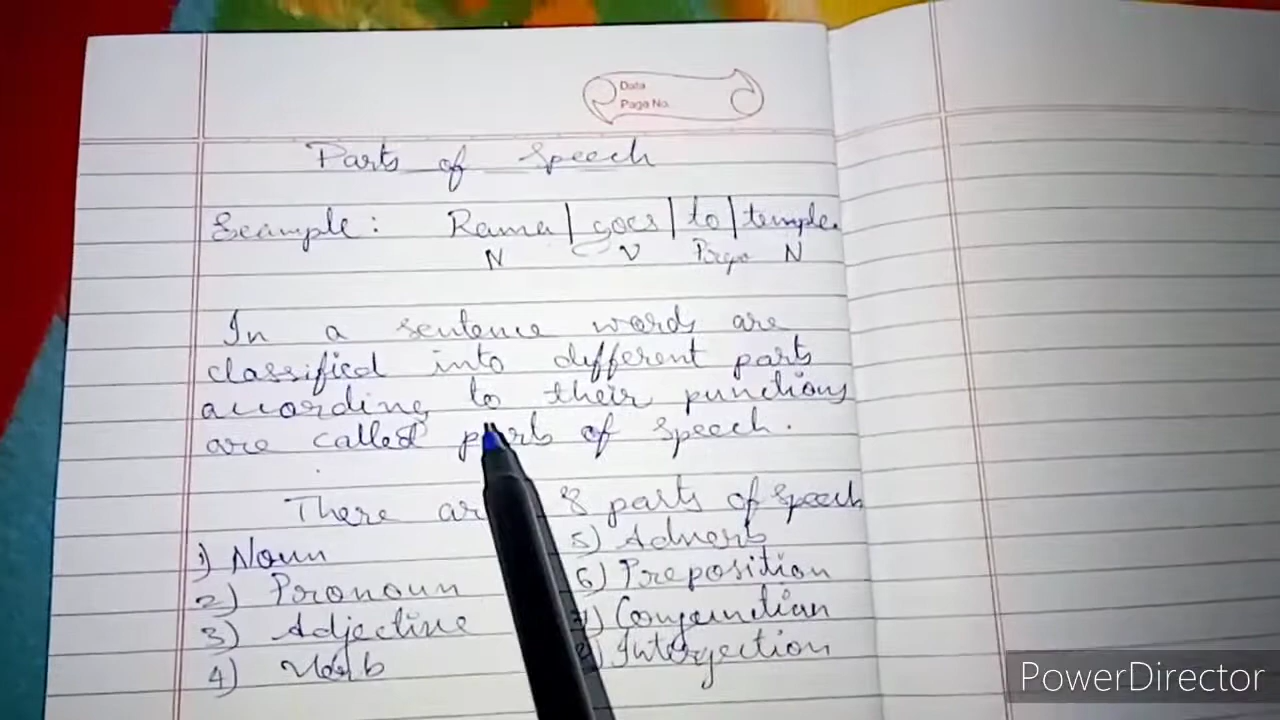 Data
Page No.
Parts of Speech
Example: Rama | goes | to | temple.
N V Prep N
In a sentence words are
classified into different parts
according to their punctions
are called parts of speech.
There are 8 parts of speech
1) Noun
2) Pronoun
3) Adjective
4) Verb
5) Adverb
6) Preposition
7) Conjunction
8) Interjection
PowerDirector